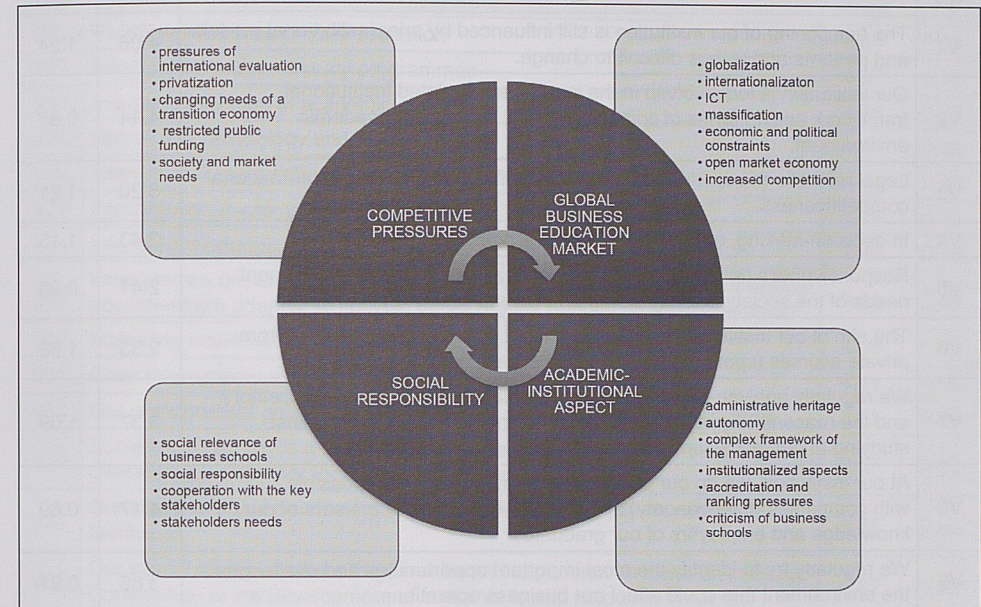 • pressures of
international evaluation
• privatization
• changing needs of a
transition economy
• restricted public
funding
• society and market
needs
• globalization
• internationalizaton
• ICT
• massification
• economic and political
constraints
• open market economy
• increased competition
COMPETITIVE
PRESSURES
GLOBAL
BUSINESS
EDUCATION
MARKET
SOCIAL
RESPONSIBILITY
ACADEMIC-
INSTITUTIONAL
ASPECT
• social relevance of
business schools
• social responsibility
• cooperation with the key
stakeholders
• stakeholders needs
administrative heritage
• autonomy
• complex framework of
the management
• institutionalized aspects
• accreditation and
ranking pressures
• criticism of business
schools